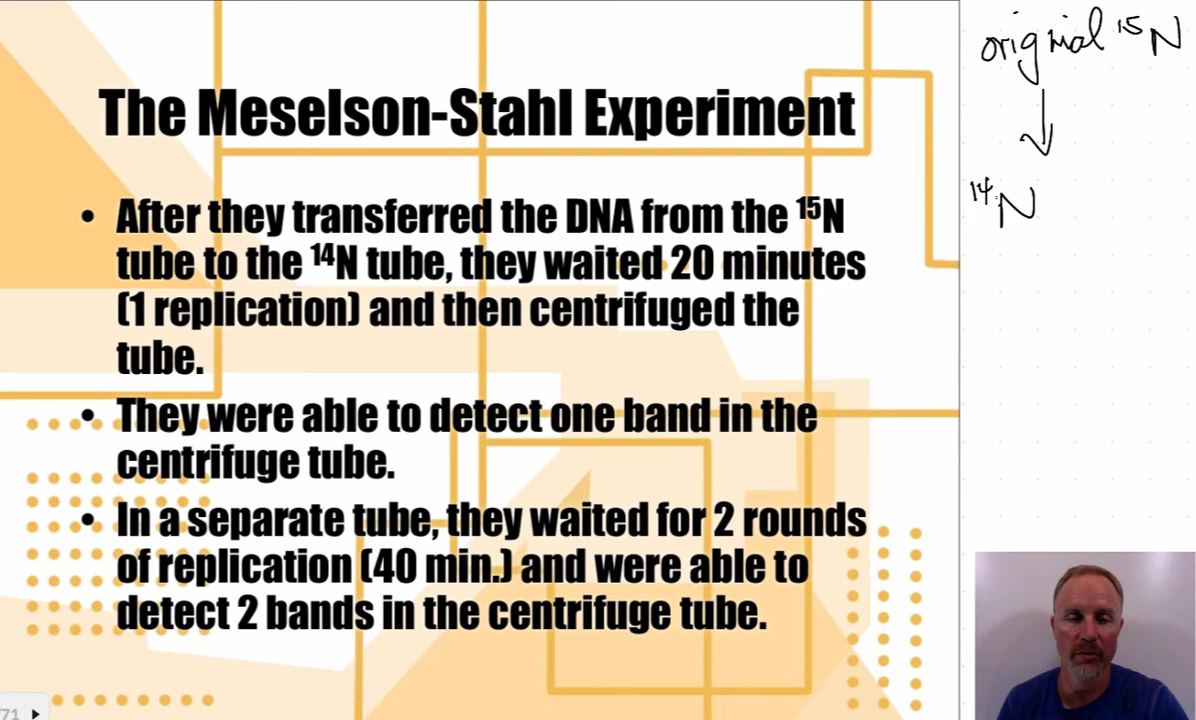 The Meselson-Stahl Experiment
• After they transferred the DNA from the ¹⁵N
tube to the ¹⁴N tube, they waited 20 minutes
(1 replication) and then centrifuged the
tube.
• They were able to detect one band in the
centrifuge tube.
• In a separate tube, they waited for 2 rounds
of replication (40 min.) and were able to
detect 2 bands in the centrifuge tube.
original ¹⁵N
¹⁴N
/71